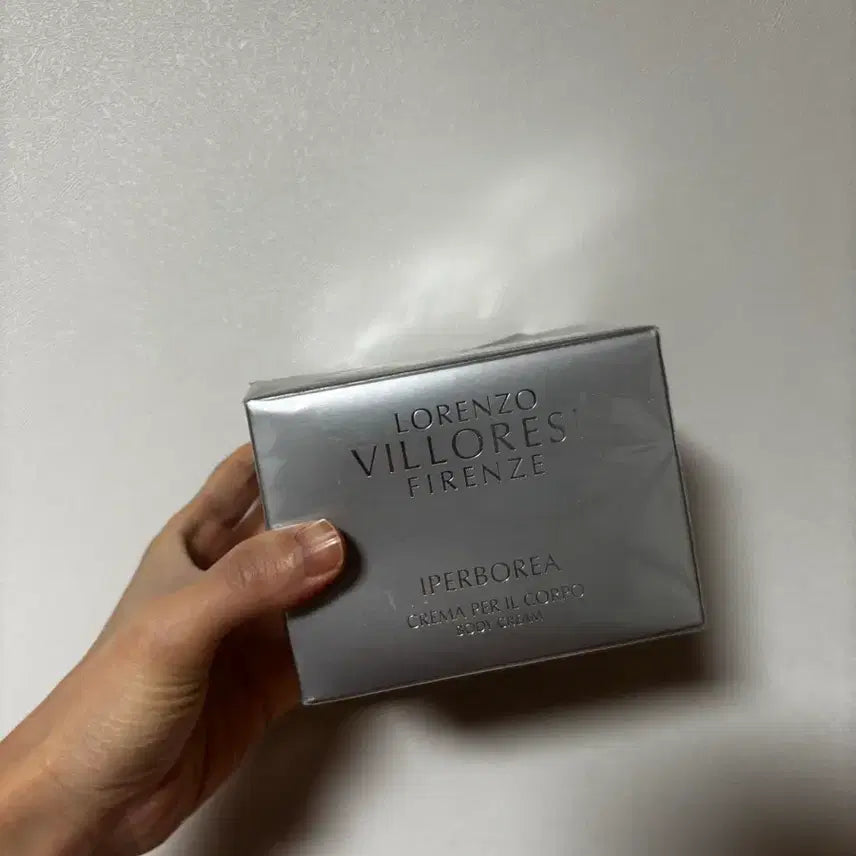 LORENZO
VILLORESI
FIRENZE
IPERBOREA
CREMA PER IL CORPO
BODY CREAM